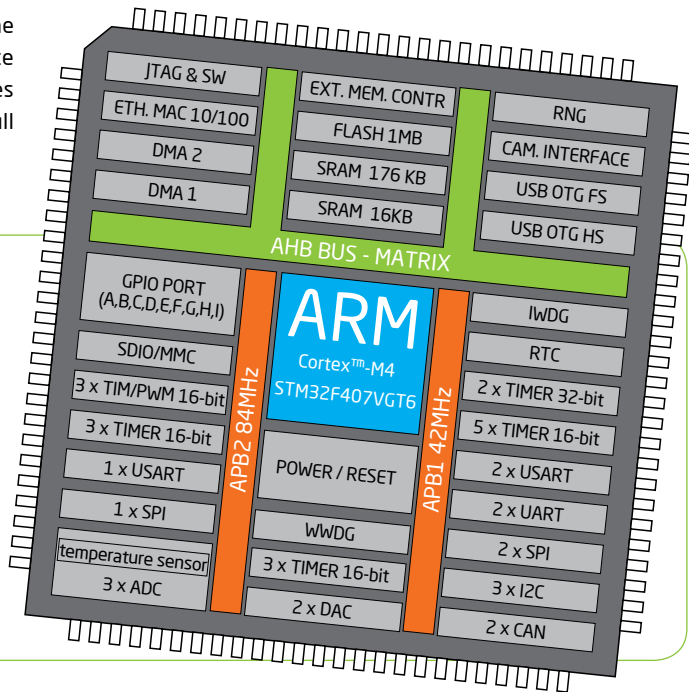 JTAG & SW
ETH. MAC 10/100
DMA 2
DMA 1
EXT. MEM. CONTR
FLASH 1MB
SRAM 176 KB
SRAM 16KB
RNG
CAM. INTERFACE
USB OTG FS
USB OTG HS
AHB BUS - MATRIX
GPIO PORT
(A,B,C,D,E,F,G,H,I)
SDIO/MMC
3 x TIM/PWM 16-bit
3 x TIMER 16-bit
1 x USART
1 x SPI
temperature sensor
3 x ADC
APB2 84MHz
ARM
Cortex™-M4
STM32F407VGT6
POWER / RESET
WWDG
3 x TIMER 16-bit
2 x DAC
APB1 42MHz
IWDG
RTC
2 x TIMER 32-bit
5 x TIMER 16-bit
2 x USART
2 x UART
2 x SPI
3 x I2C
2 x CAN